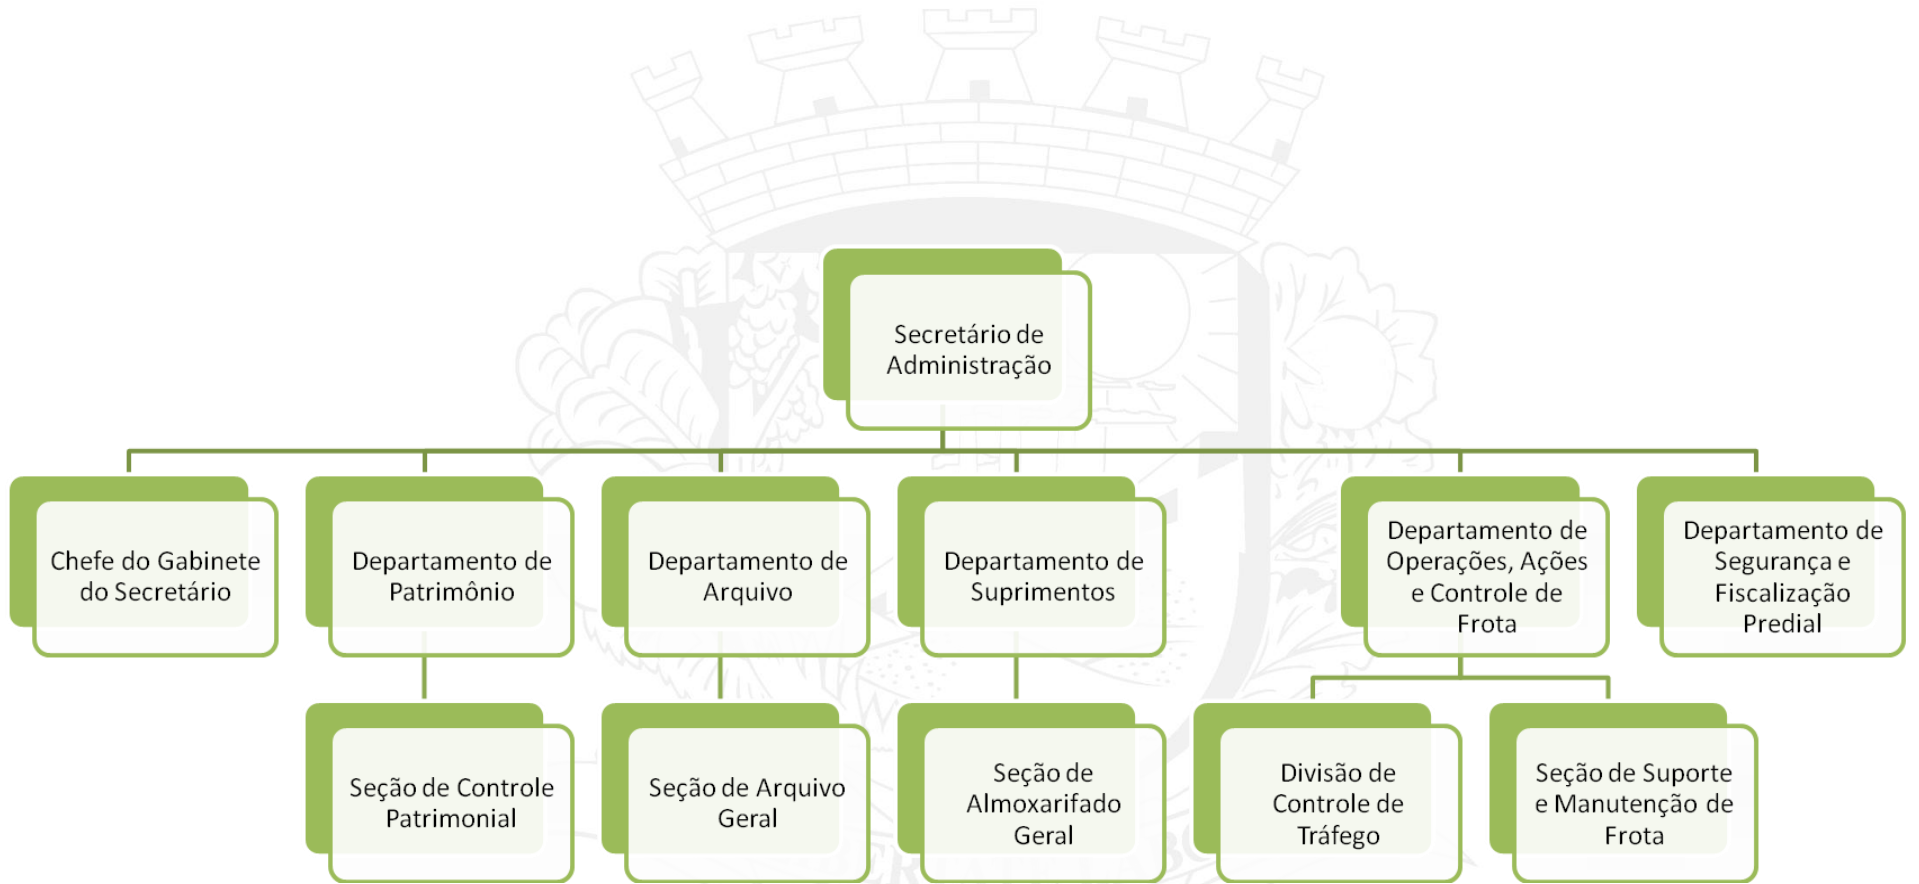 Secretário de
Administração
Chefe do Gabinete
do Secretário
Departamento de
Patrimônio
Departamento de
Arquivo
Departamento de
Suprimentos
Departamento de
Operações, Ações
e Controle de
Frota
Departamento de
Segurança e
Fiscalização
Predial
Seção de Controle
Patrimonial
Seção de Arquivo
Geral
Seção de
Almoxarifado
Geral
Divisão de
Controle de
Tráfego
Seção de Suporte
e Manutenção de
Frota